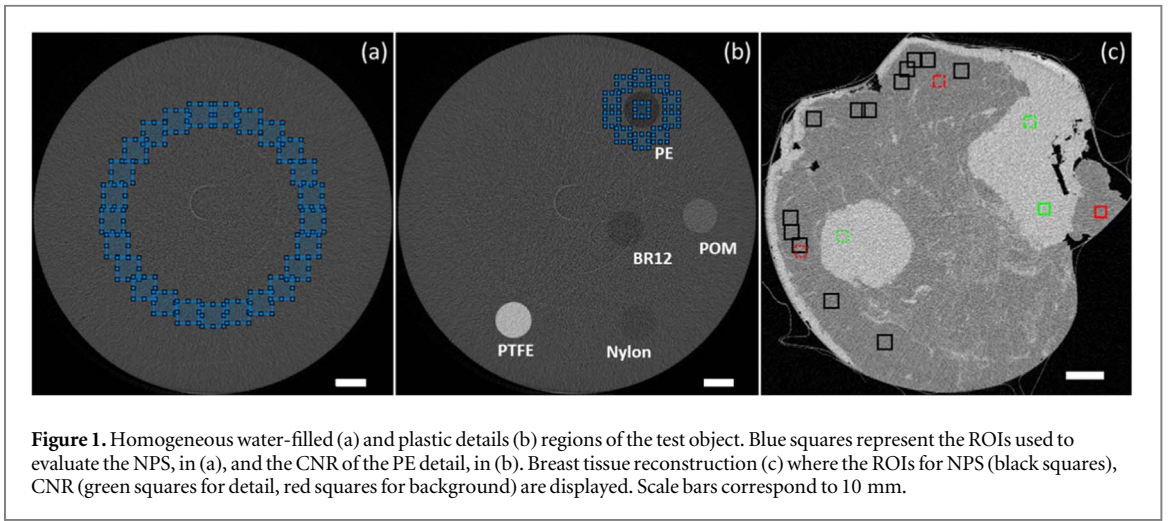 (a)
(b)
(c)
PE
POM
BR12
PTFE
Nylon
Figure 1. Homogeneous water-filled (a) and plastic details (b) regions of the test object. Blue squares represent the ROIs used to
evaluate the NPS, in (a), and the CNR of the PE detail, in (b). Breast tissue reconstruction (c) where the ROIs for NPS (black squares),
CNR (green squares for detail, red squares for background) are displayed. Scale bars correspond to 10 mm.